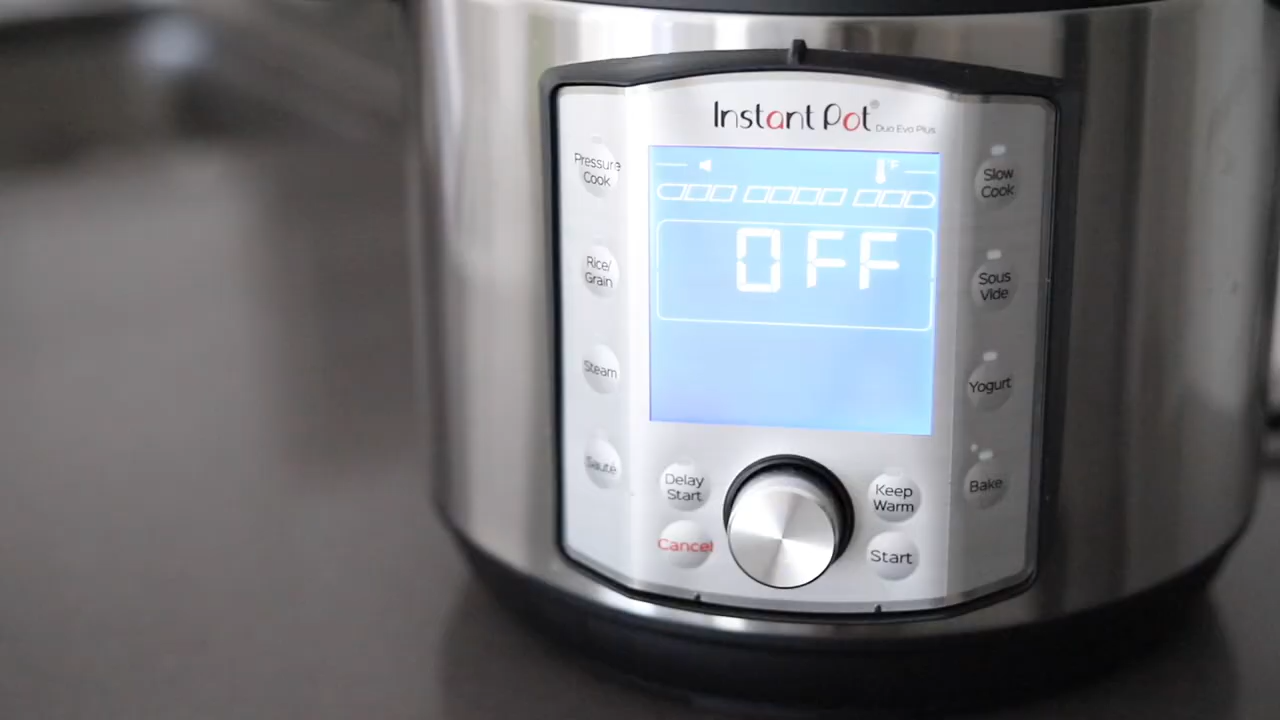 Instant Pot®
Duo Evo Plus
°F
OFF
Pressure
Cook
Rice/
Grain
Steam
Sauté
Slow
Cook
Sous
Vide
Yogurt
Bake
Delay
Start
Cancel
Keep
Warm
Start